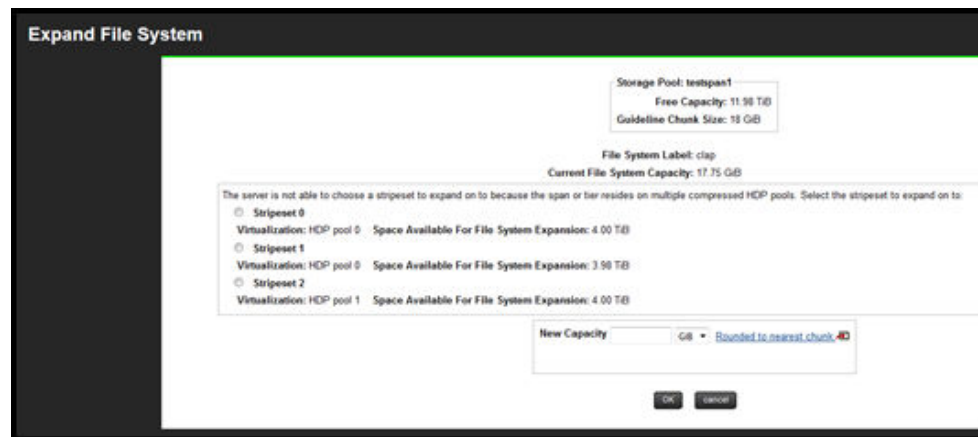 Expand File System
Storage Pool: testspan1
Free Capacity: 11.98 TiB
Guideline Chunk Size: 18 GiB
File System Label: clap
Current File System Capacity: 17.75 GiB
The server is not able to choose a stripeset to expand on to because the span or tier resides on multiple compressed HDP pools. Select the stripeset to expand on to:
Stripeset 0
Virtualization: HDP pool 0 Space Available For File System Expansion: 4.00 TiB
Stripeset 1
Virtualization: HDP pool 0 Space Available For File System Expansion: 3.98 TiB
Stripeset 2
Virtualization: HDP pool 1 Space Available For File System Expansion: 4.00 TiB
New Capacity GB Rounded to nearest chunk
OK cancel